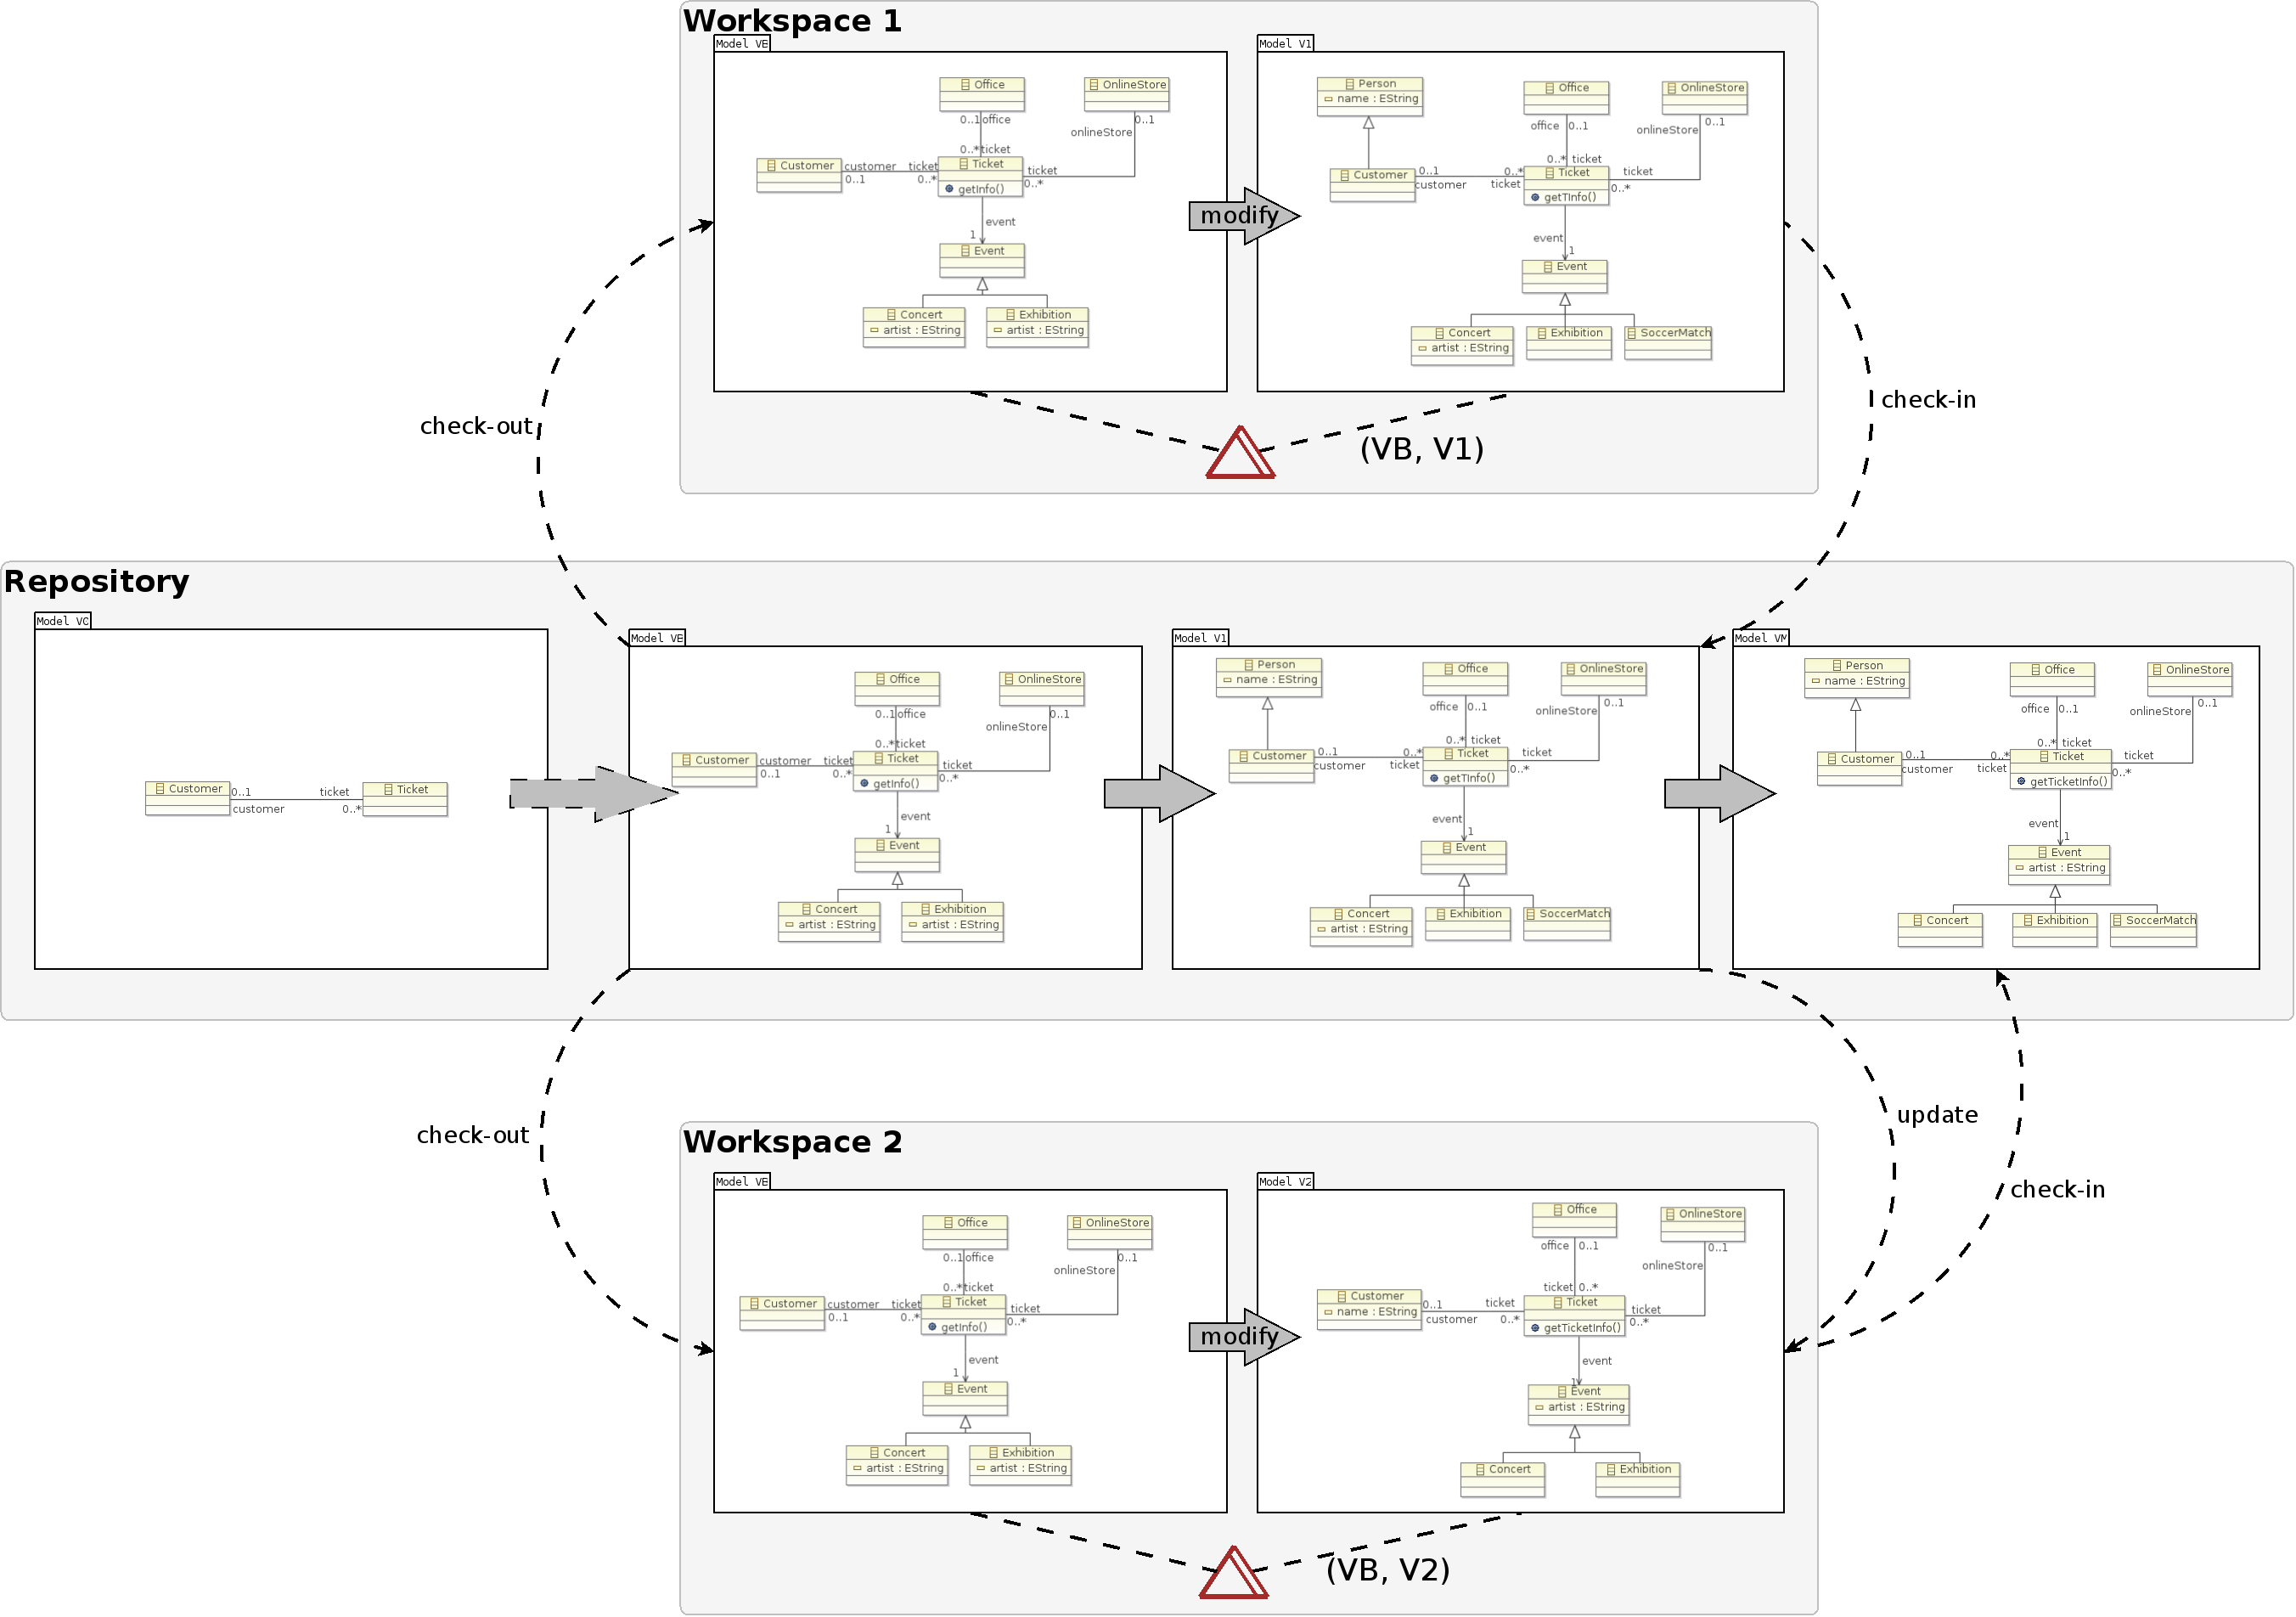 Workspace 1
Model VB
Office
OnlineStore
0..1 office
0..1
onlineStore
0..* ticket
Customer
customer ticket
Ticket
ticket
0..1
0..*
getInfo()
0..*
event
1
Event
Concert
Exhibition
artist : EString
artist : EString
modify
Model V1
Person
name : EString
Office
OnlineStore
office 0..1
0..1
onlineStore
0..* ticket
Customer
0..1
0..*
Ticket
ticket
customer
ticket
getTInfo()
0..*
event
1
Event
Concert
Exhibition
SoccerMatch
artist : EString
(VB, V1)
check-out
check-in
Repository
Model VC
Customer
0..1
ticket
Ticket
customer
0..*
Model VB
Office
OnlineStore
0..1 office
0..1
onlineStore
0..* ticket
Customer
customer ticket
Ticket
ticket
0..1
0..*
getInfo()
0..*
event
1
Event
Concert
Exhibition
artist : EString
artist : EString
Model V1
Person
name : EString
Office
OnlineStore
office 0..1
0..1
onlineStore
0..* ticket
Customer
0..1
0..*
Ticket
ticket
customer
ticket
getTInfo()
0..*
event
1
Event
Concert
Exhibition
SoccerMatch
artist : EString
Model VM
Person
name : EString
Office
OnlineStore
office 0..1
0..1
onlineStore
0..* ticket
Customer
0..1
0..*
Ticket
ticket
customer
ticket
getTicketInfo()
0..*
event
1
Event
artist : EString
Concert
Exhibition
SoccerMatch
check-out
update
check-in
Workspace 2
Model VB
Office
OnlineStore
0..1 office
0..1
onlineStore
0..* ticket
Customer
customer ticket
Ticket
ticket
0..1
0..*
getInfo()
0..*
event
1
Event
Concert
Exhibition
artist : EString
artist : EString
modify
Model V2
Office
OnlineStore
office 0..1
0..1
onlineStore
ticket 0..*
Customer
name : EString
0..1
ticket
Ticket
ticket
customer
0..*
getTicketInfo()
0..*
event
1
Event
artist : EString
Concert
Exhibition
(VB, V2)